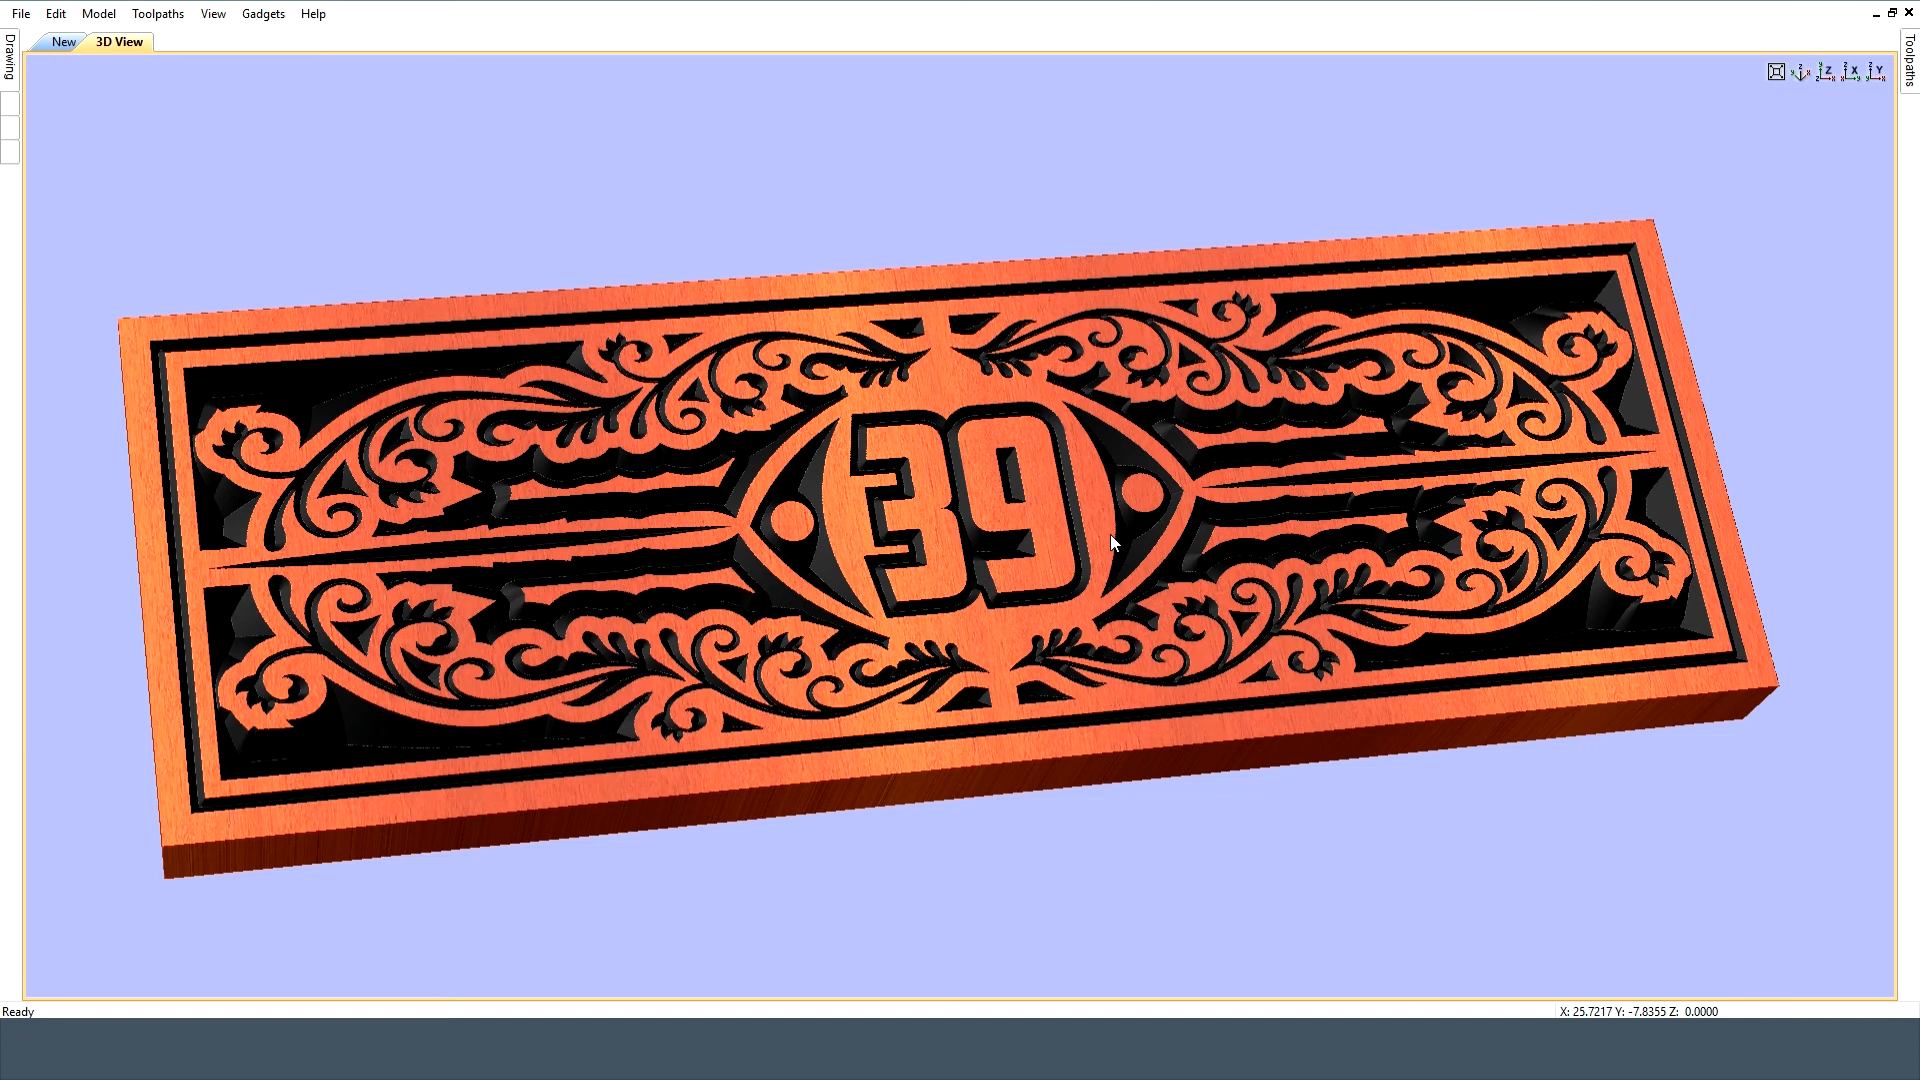 File Edit Model Toolpaths View Gadgets Help
New 3D View
Drawing
Toolpaths
39
Ready
X: 25.7217 Y: -7.8355 Z: 0.0000